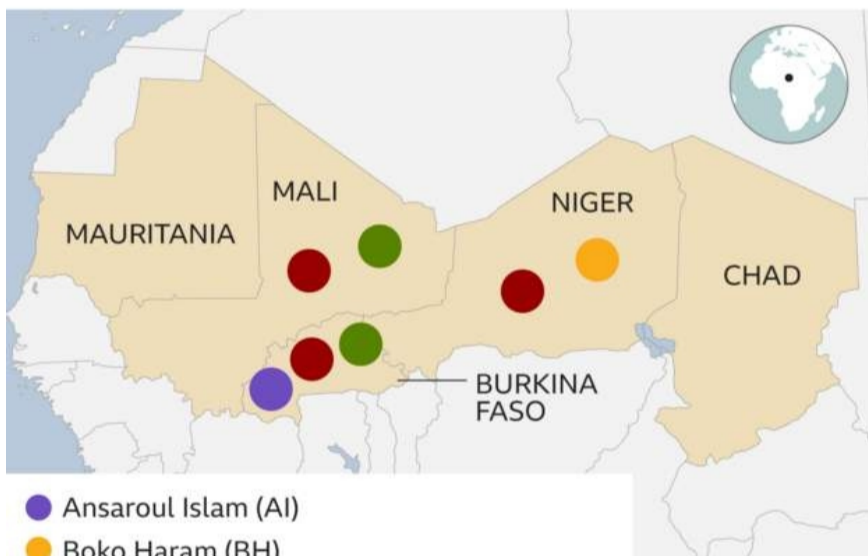 MALI
NIGER
MAURITANIA
CHAD
BURKINA
FASO
Ansaroul Islam (AI)
Boko Haram (BH)